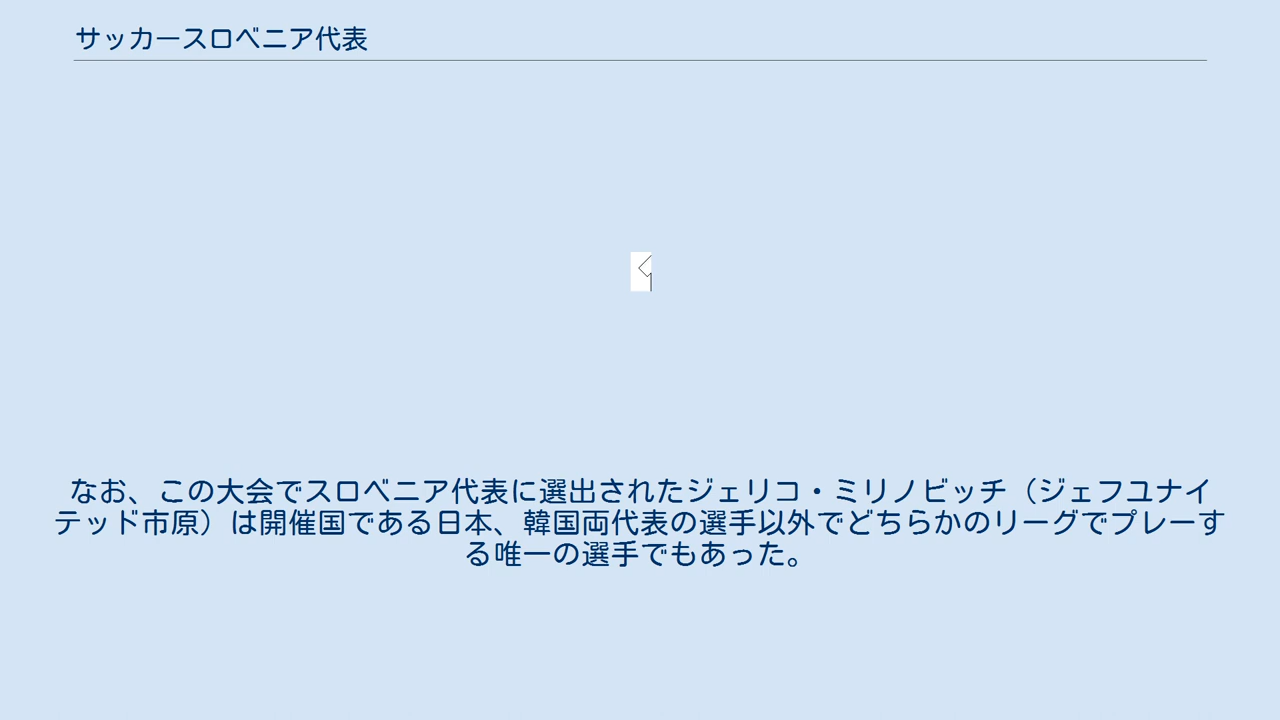 サッカースロベニア代表
なお、この大会でスロベニア代表に選出されたジェリコ・ミリノビッチ（ジェフユナイ
テッド市原）は開催国である日本、韓国両代表の選手以外でどちらかのリーグでプレーす
る唯一の選手でもあった。